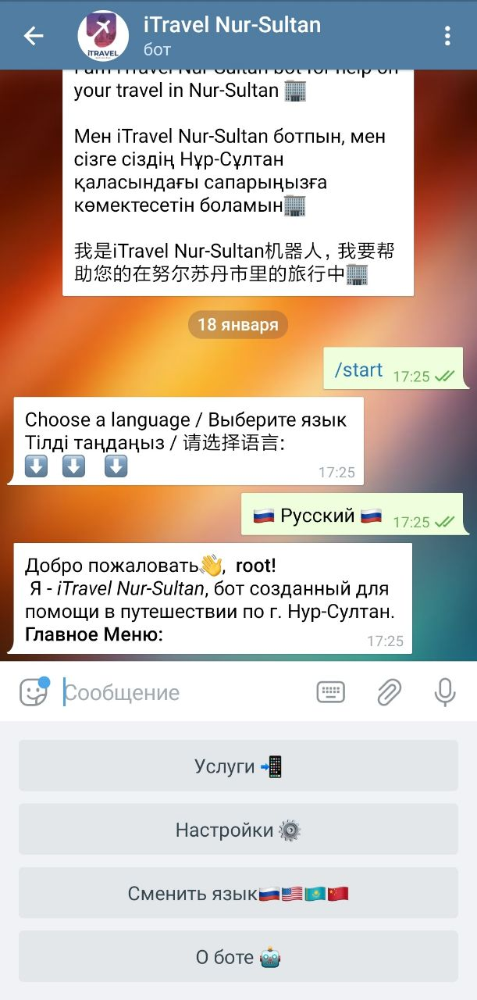 iTravel Nur-Sultan
бот
iTRAVEL
I am iTravel Nur-Sultan bot for help on
your travel in Nur-Sultan 🏢
Мен iTravel Nur-Sultan ботпын, мен
сізге сіздің Нұр-Сұлтан
қаласындағы сапарыңызға
көмектесетін боламын🏢
我是iTravel Nur-Sultan机器人，我要帮
助您的在努尔苏丹市里的旅行中🏢
18 января
/start 17:25
Choose a language / Выберите язык
Тілді таңдаңыз / 请选择语言:
⬇️ ⬇️ ⬇️ 17:25
🇷🇺 Русский 🇷🇺 17:25
Добро пожаловать👋, root!
Я - iTravel Nur-Sultan, бот созданный для
помощи в путешествии по г. Нур-Султан.
Главное Меню: 17:25
Сообщение
Услуги 📲
Настройки ⚙️
Сменить язык🇷🇺🇺🇸🇰🇿🇨🇳
О боте 🤖